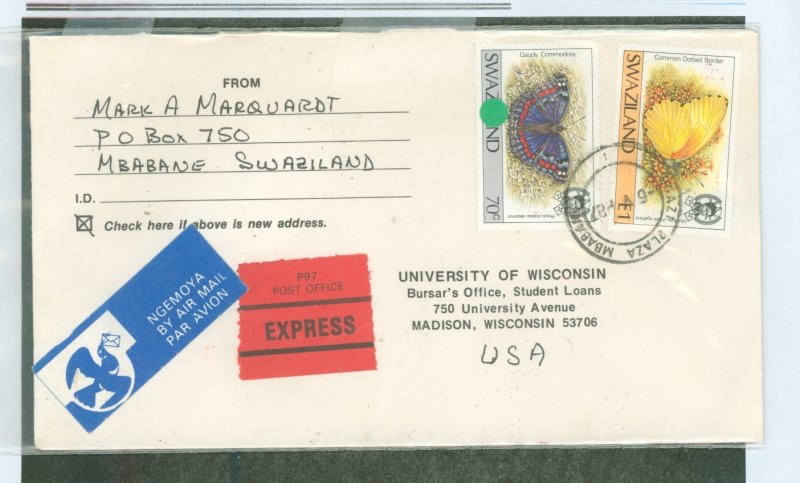 FROM
MARK A MARQUARDT
P O BOX 750
MBABANE SWAZILAND
I.D.
Check here if above is new address.
Gaudy Commodore
SWAZILAND
70c
Common Dotted Border
SWAZILAND
E1
PLAZA MBABA
NGEMOYA
BY AIR MAIL
PAR AVION
P97
POST OFFICE
EXPRESS
UNIVERSITY OF WISCONSIN
Bursar's Office, Student Loans
750 University Avenue
MADISON, WISCONSIN 53706
USA